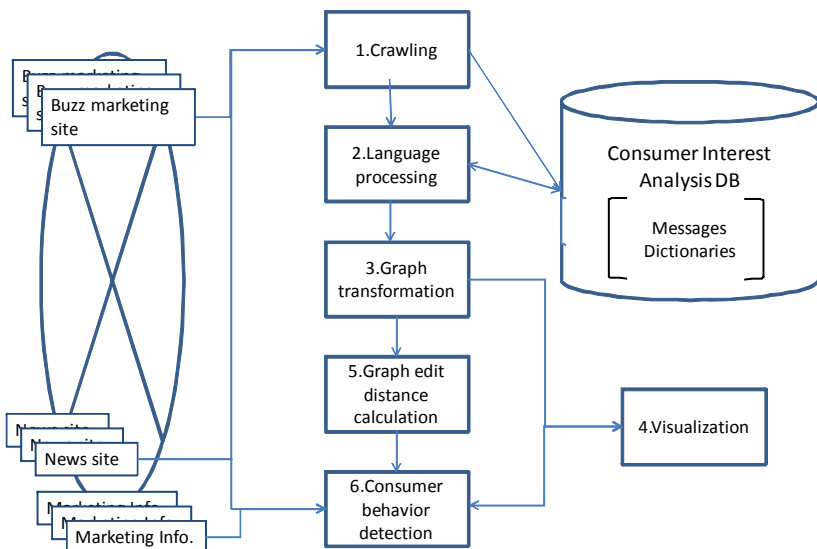 Buzz marketing
site
News site
Marketing Info.
1.Crawling
2.Language
processing
3.Graph
transformation
5.Graph edit
distance
calculation
6.Consumer
behavior
detection
Consumer Interest
Analysis DB
Messages
Dictionaries
4.Visualization